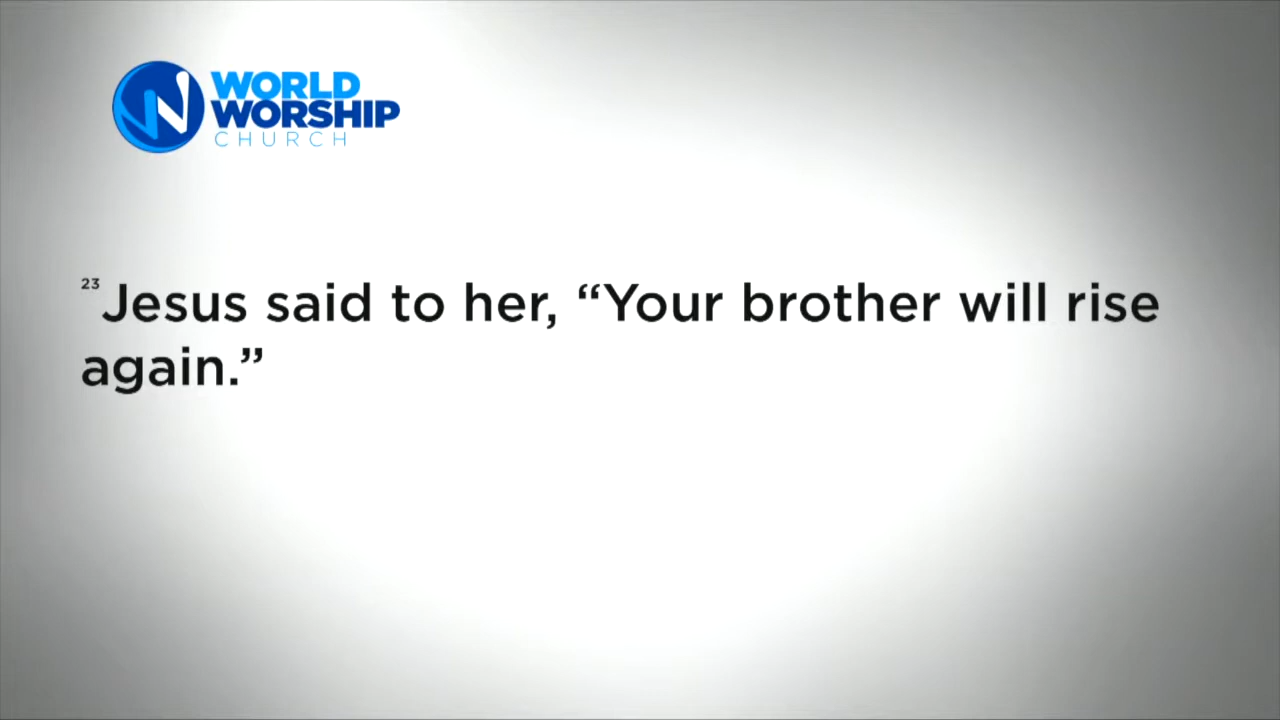 WORLD
WORSHIP
CHURCH
23 Jesus said to her, “Your brother will rise
again.”